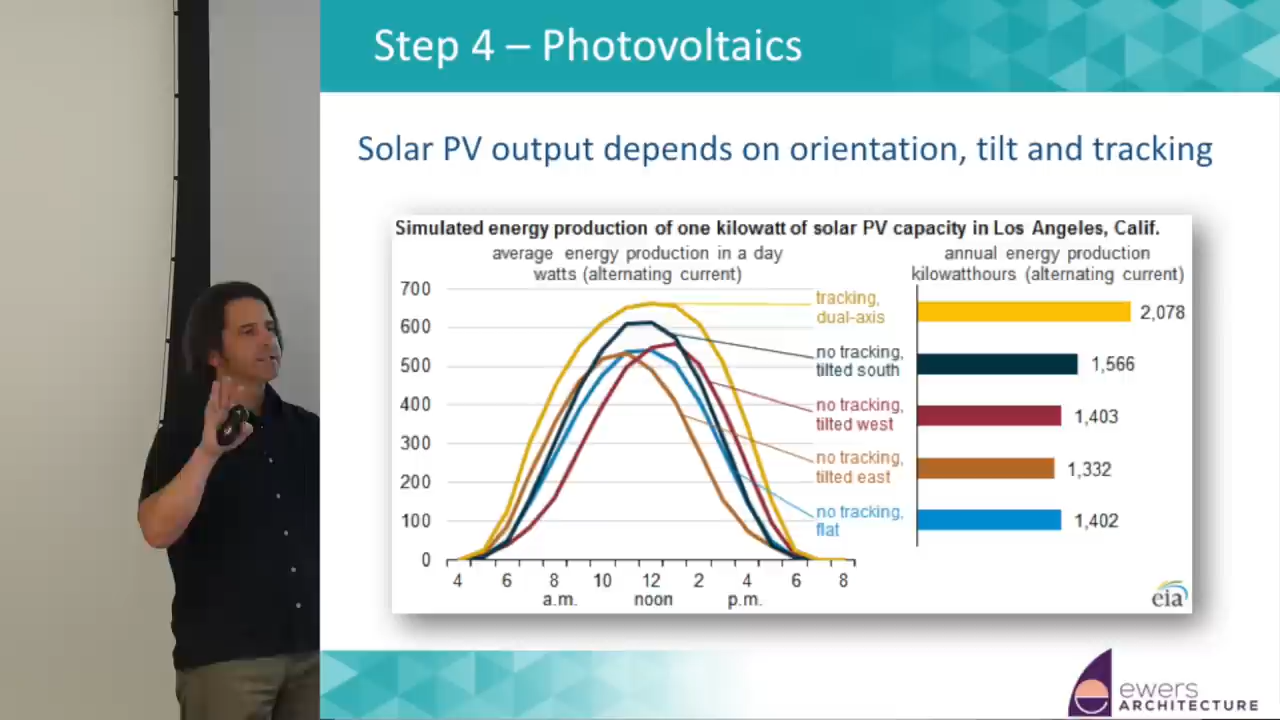 Step 4 – Photovoltaics
Solar PV output depends on orientation, tilt and tracking
Simulated energy production of one kilowatt of solar PV capacity in Los Angeles, Calif.
average energy production in a day
watts (alternating current)
annual energy production
kilowatthours (alternating current)
700
600
500
400
300
200
100
0
4
6
8
10
12
2
4
6
8
a.m.
noon
p.m.
tracking,
dual-axis
no tracking,
tilted south
no tracking,
tilted west
no tracking,
tilted east
no tracking,
flat
2,078
1,566
1,403
1,332
1,402
eia
ewers
ARCHITECTURE